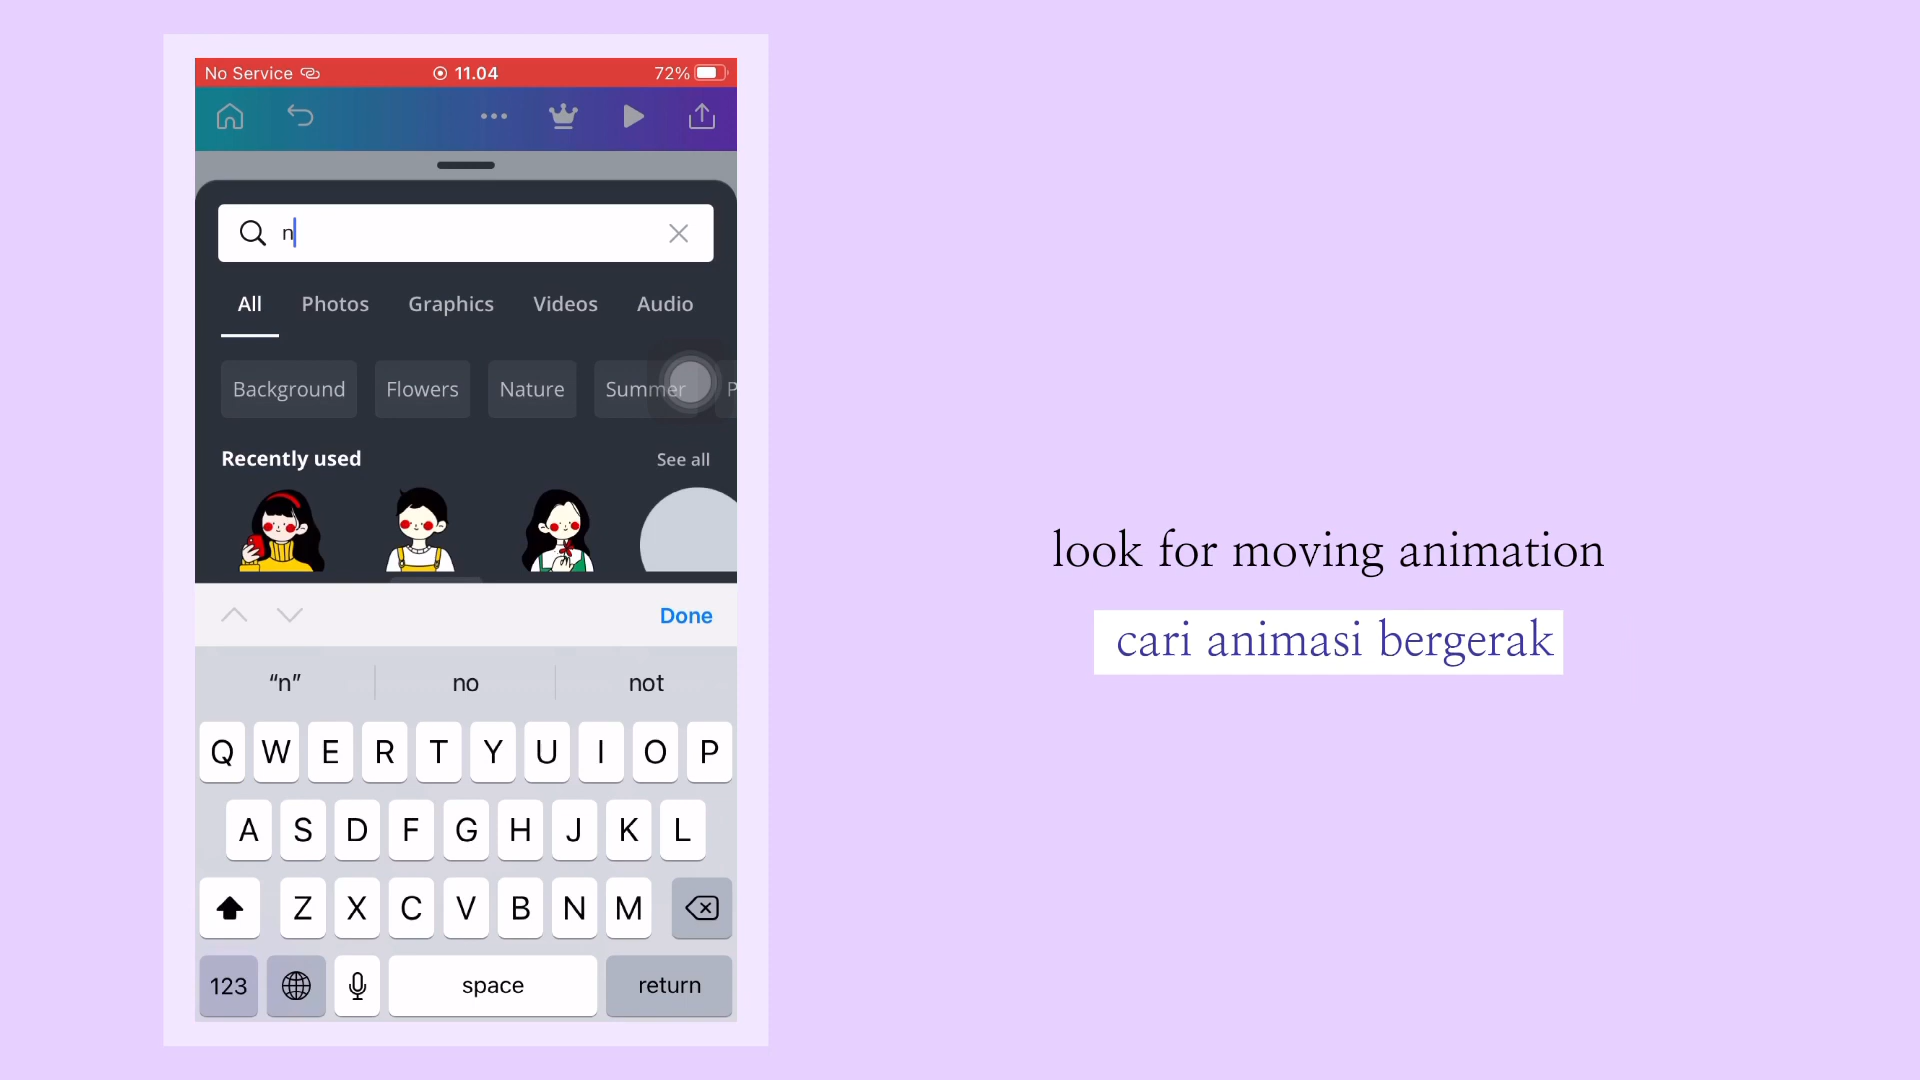 No Service
11.04
72%
n
All Photos Graphics Videos Audio
Background Flowers Nature Summer P
Recently used See all
Done
“n” no not
Q W E R T Y U I O P
A S D F G H J K L
Z X C V B N M
123 space return
look for moving animation
cari animasi bergerak